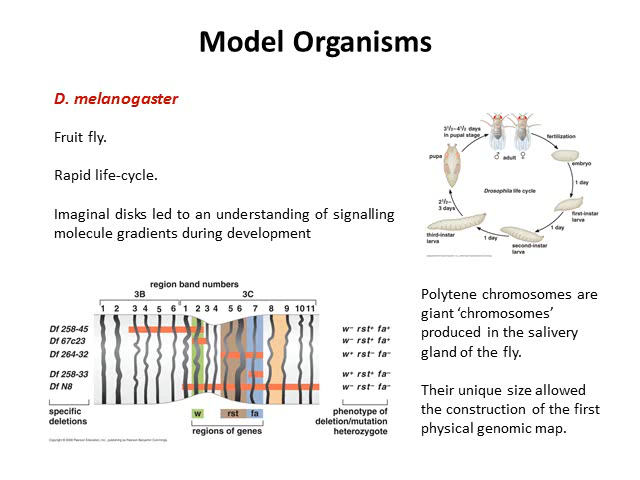 Model Organisms
D. melanogaster
Fruit fly.
Rapid life-cycle.
Imaginal disks led to an understanding of signalling
molecule gradients during development
3½–4½ days
in pupal stage
fertilization
pupa
♂ adult ♀
embryo
Drosophila life cycle
1 day
2½–
3 days
first-instar
larva
third-instar
larva
1 day
1 day
second-instar
larva
region band numbers
3B 3C
1 2 3 4 5 6 1 2 3 4 5 6 7 8 9 10 11
Df 258-45 w⁻ rst⁺ fa⁺
Df 67c23 w⁻ rst⁺ fa⁺
Df 264-32 w⁻ rst⁻ fa⁻
Df 258-33 w⁺ rst⁺ fa⁻
Df N8 w⁻ rst⁻ fa⁻
specific
deletions
w rst fa
regions of genes
phenotype of
deletion/mutation
heterozygote
Polytene chromosomes are
giant ‘chromosomes’
produced in the salivery
gland of the fly.
Their unique size allowed
the construction of the first
physical genomic map.